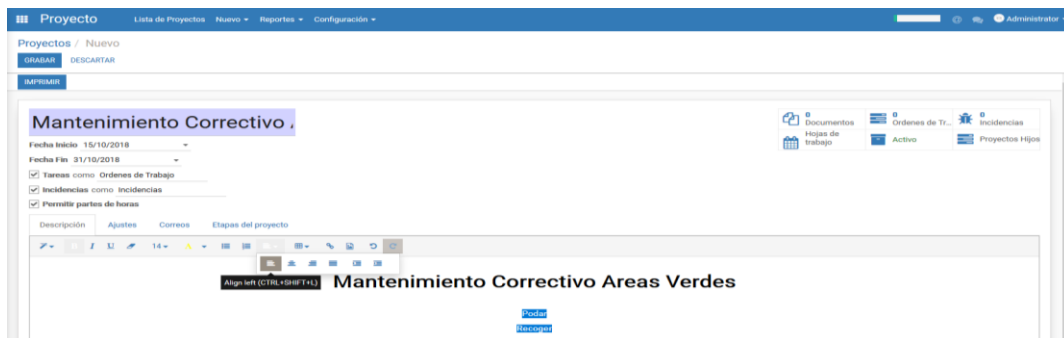 Proyecto Lista de Proyectos Nuevo Reportes Configuración Administrator
Proyectos / Nuevo
GRABAR DESCARTAR
IMPRIMIR
Mantenimiento Correctivo
0 Documentos 0 Ordenes de Tr... 0 Incidencias
Hojas de trabajo Activo Proyectos Hijos
Fecha Inicio 15/10/2018
Fecha Fin 31/10/2018
Tareas como Ordenes de Trabajo
Incidencias como Incidencias
Permitir partes de horas
Descripción Ajustes Correos Etapas del proyecto
B I U 14 A
Align left (CTRL+SHIFT+L)
Mantenimiento Correctivo Areas Verdes
Podar
Recoger